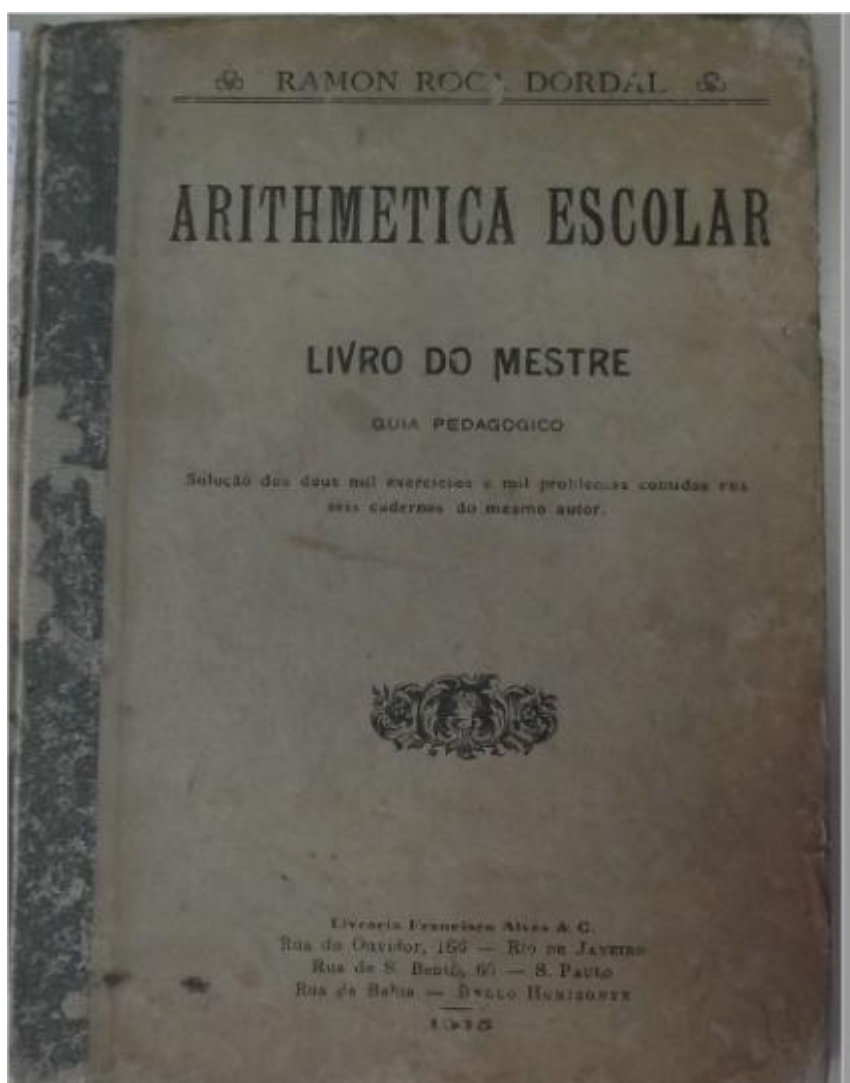 RAMON ROCA DORDAL
ARITHMETICA ESCOLAR
LIVRO DO MESTRE
GUIA PEDAGOGICO
Solução dos dous mil exercicios e mil problemas contidos nos
seis cadernos do mesmo autor.
Livraria Francisco Alves & C.
Rua do Ouvidor, 166 — RIO DE JANEIRO
Rua de S. Bento, 65 — S. PAULO
Rua da Bahia — BELLO HORIZONTE